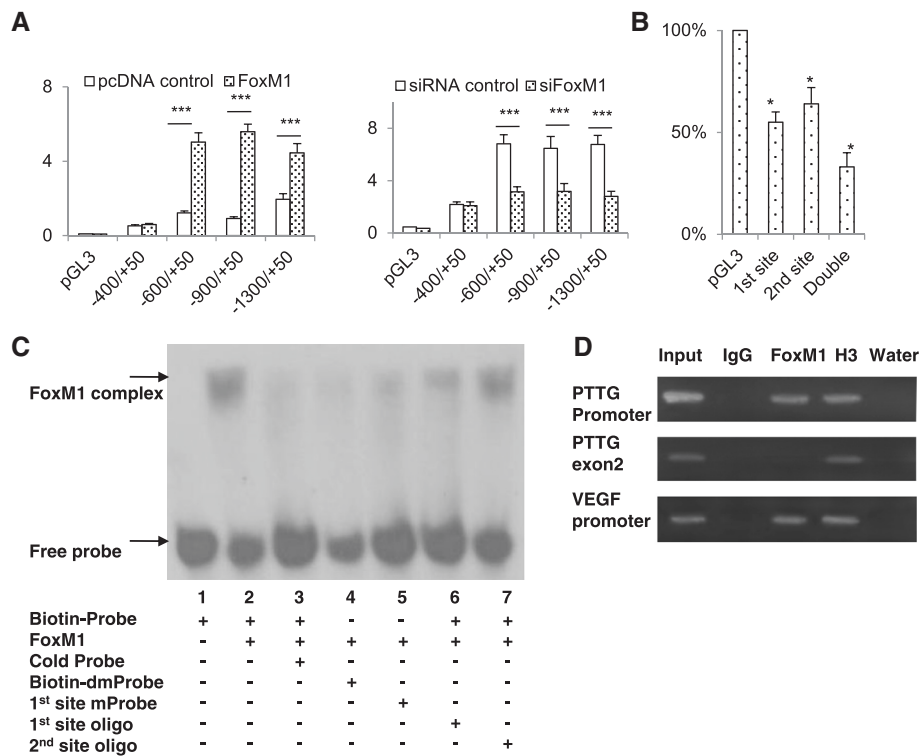 A
pcDNA control FoxM1
8
4
0
***
***
***
pGL3
-400/+50
-600/+50
-900/+50
-1300/+50
siRNA control siFoxM1
8
6
4
2
0
***
***
***
pGL3
-400/+50
-600/+50
-900/+50
-1300/+50
B
100%
50%
0%
*
*
*
pGL3
1st site
2nd site
Double
C
FoxM1 complex
Free probe
1 2 3 4 5 6 7
Biotin-Probe + + + - - + +
FoxM1 - + + + + + +
Cold Probe - - + - - - -
Biotin-dmProbe - - - + - - -
1st site mProbe - - - - + - -
1st site oligo - - - - - + -
2nd site oligo - - - - - - +
D
Input IgG FoxM1 H3 Water
PTTG
Promoter
PTTG
exon2
VEGF
promoter